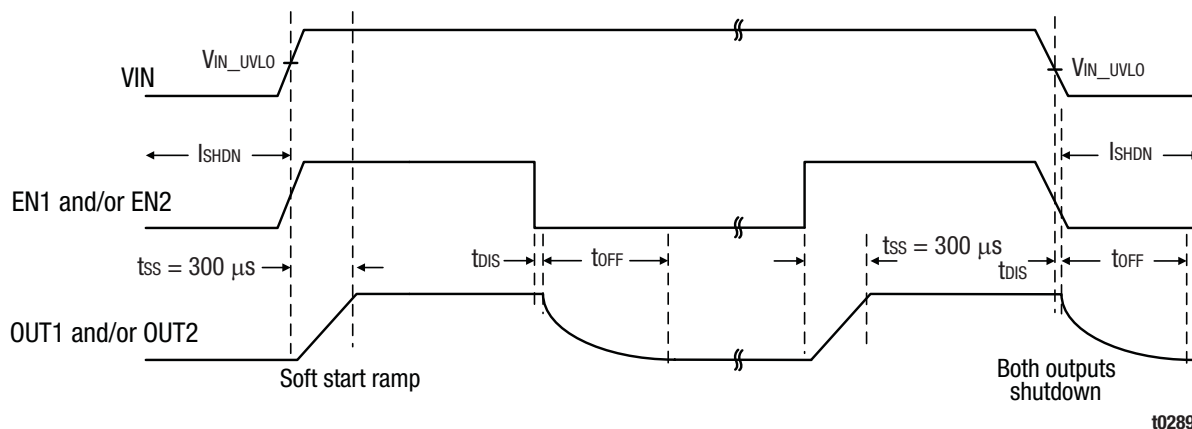 VIN
VIN_UVLO
VIN_UVLO
ISHDN
ISHDN
EN1 and/or EN2
tSS = 300 µs
tDIS
tOFF
tSS = 300 µs
tDIS
tOFF
OUT1 and/or OUT2
Soft start ramp
Both outputs
shutdown
t0289